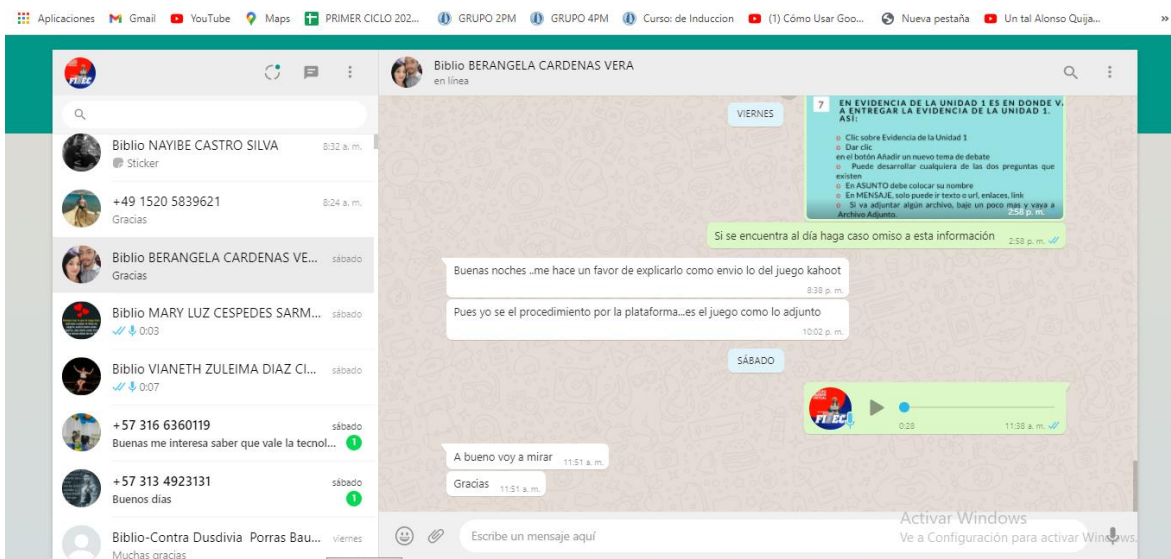 Aplicaciones Gmail YouTube Maps PRIMER CICLO 202... GRUPO 2PM GRUPO 4PM Curso: de Induccion (1) Cómo Usar Goo... Nueva pestaña Un tal Alonso Quija... »
Biblio NAYIBE CASTRO SILVA 8:32 a. m.
Sticker
+49 1520 5839621 8:24 a. m.
Gracias
Biblio BERANGELA CARDENAS VE... sábado
Gracias
Biblio MARY LUZ CESPEDES SARM... sábado
0:03
Biblio VIANETH ZULEIMA DIAZ CI... sábado
0:07
+57 316 6360119 sábado
Buenas me interesa saber que vale la tecnol... 1
+57 313 4923131 sábado
Buenos días 1
Biblio-Contra Dusdivia Porras Bau... viernes
Muchas gracias
Biblio BERANGELA CARDENAS VERA
en línea
VIERNES
7 EN EVIDENCIA DE LA UNIDAD 1 ES EN DONDE V
A ENTREGAR LA EVIDENCIA DE LA UNIDAD 1.
ASÍ:
Clic sobre Evidencia de la Unidad 1
Dar clic
en el botón Añadir un nuevo tema de debate
Puede desarrollar cualquiera de las dos preguntas que
existen
En ASUNTO debe colocar su nombre
En MENSAJE, solo puede ir texto o url, enlaces, link
Si va adjuntar algún archivo, baje un poco mas y vaya a
Archivo Adjunto. 2:58 p. m.
Si se encuentra al día haga caso omiso a esta información 2:58 p. m.
Buenas noches ..me hace un favor de explicarlo como envio lo del juego kahoot
8:38 p. m.
Pues yo se el procedimiento por la plataforma...es el juego como lo adjunto
10:02 p. m.
SÁBADO
FITEC
0:28 11:38 a. m.
A bueno voy a mirar 11:51 a. m.
Gracias 11:51 a. m.
Escribe un mensaje aquí
Activar Windows
Ve a Configuración para activar Windows.